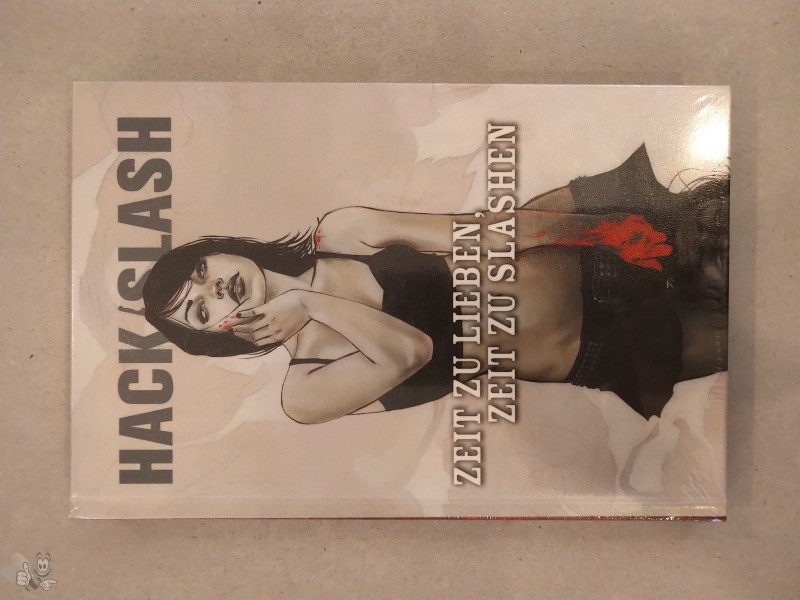 HACK/SLASH
ZEIT ZU LIEBEN,
ZEIT ZU SLASHEN